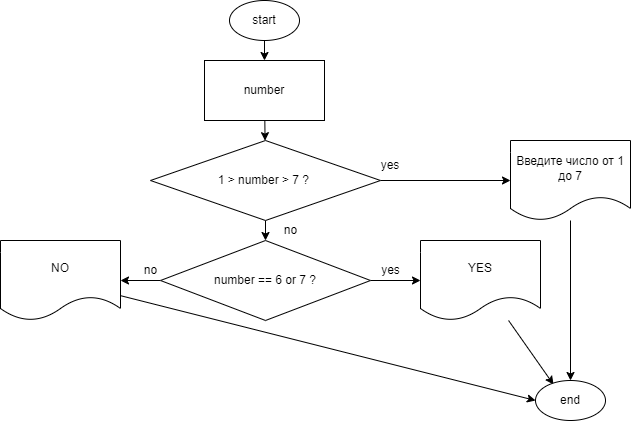 start
number
1 > number > 7 ?
yes
Введите число от 1
до 7
no
number == 6 or 7 ?
no
NO
yes
YES
end